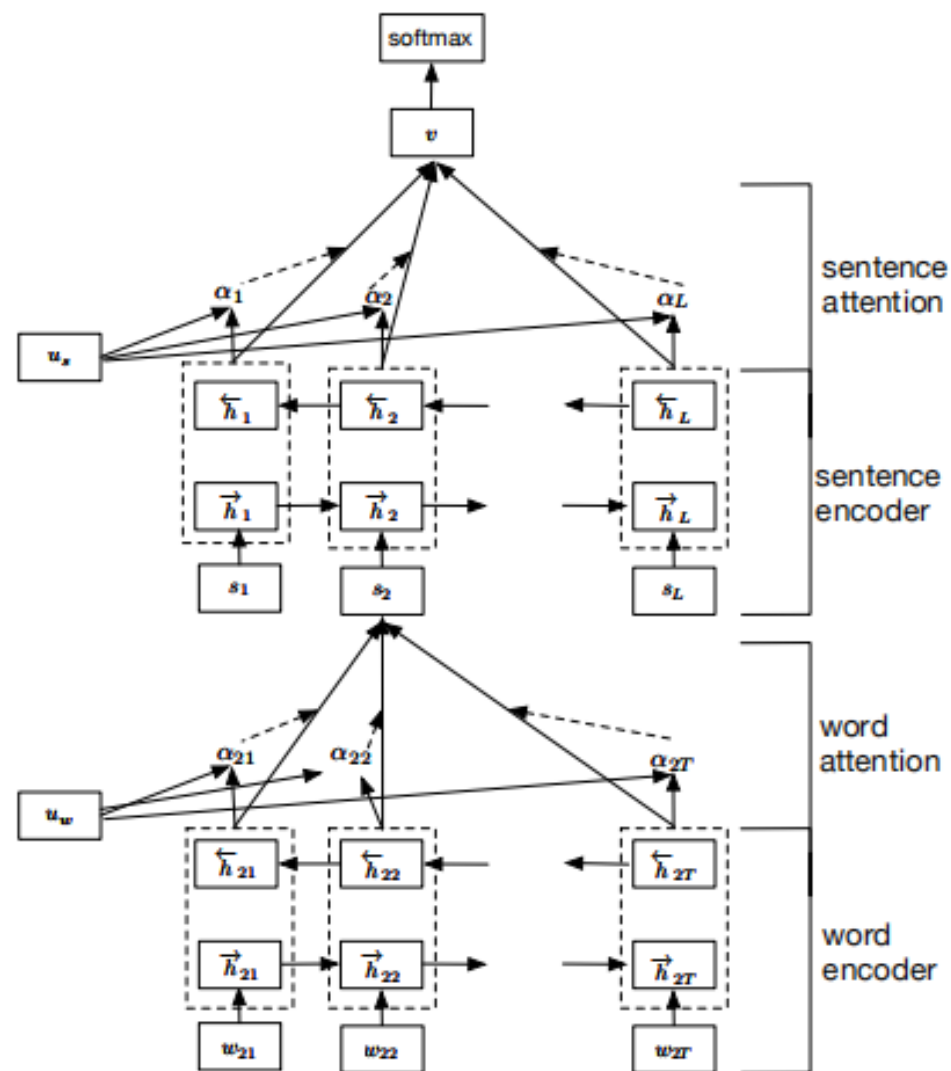 softmax
v
sentence
attention
α1 α2 αL
us
←h1 ←h2 ←hL
sentence
encoder
→h1 →h2 →hL
s1 s2 sL
word
attention
α21 α22 α2T
uw
←h21 ←h22 ←h2T
word
encoder
→h21 →h22 →h2T
w21 w22 w2T